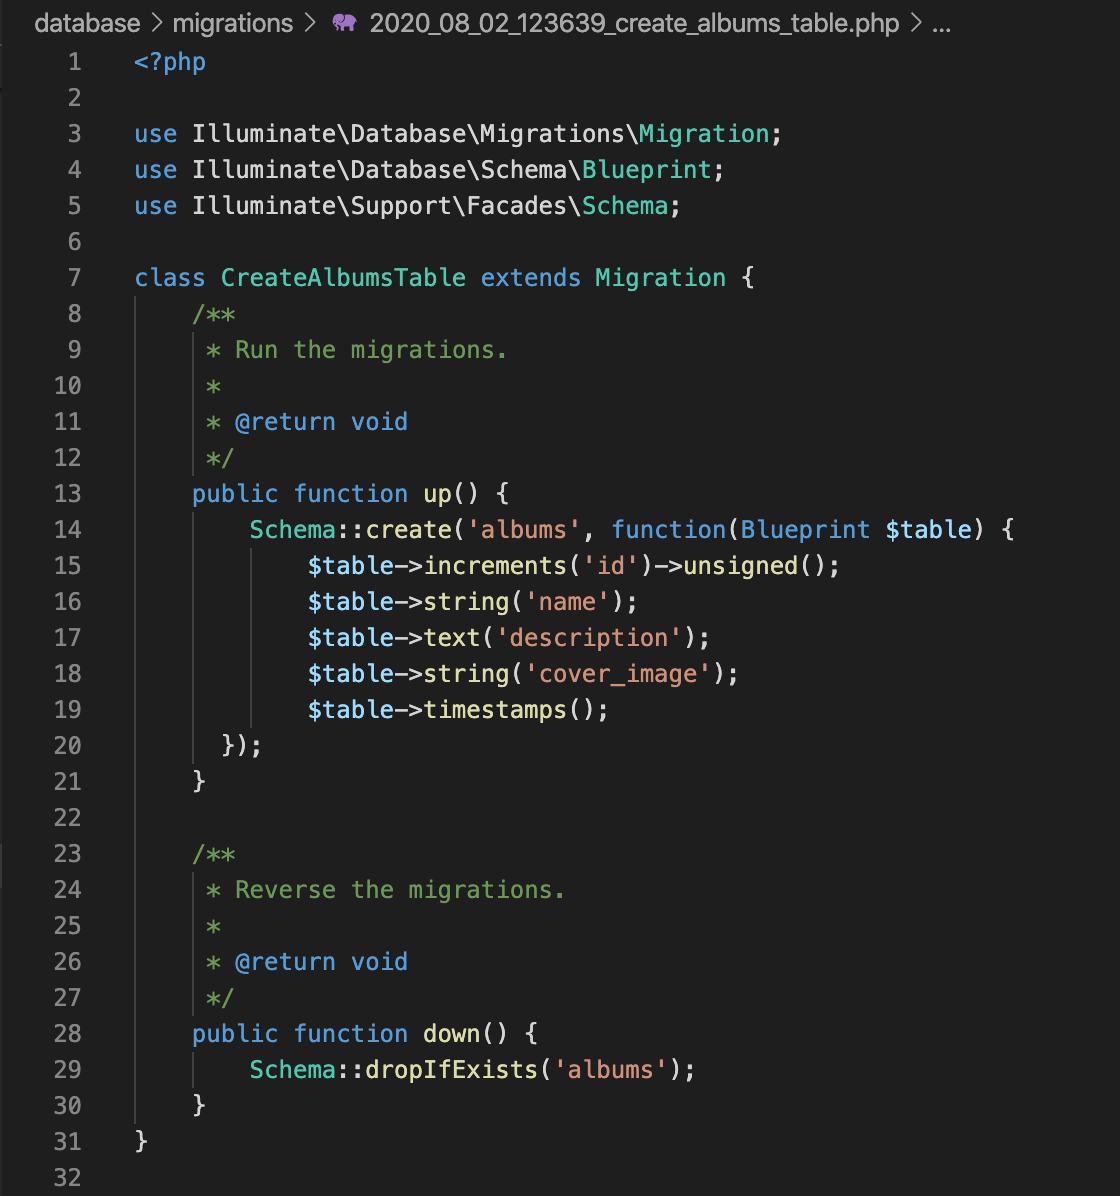 database > migrations > 2020_08_02_123639_create_albums_table.php > ...
1 <?php
2
3 use Illuminate\Database\Migrations\Migration;
4 use Illuminate\Database\Schema\Blueprint;
5 use Illuminate\Support\Facades\Schema;
6
7 class CreateAlbumsTable extends Migration {
8     /**
9      * Run the migrations.
10      *
11      * @return void
12      */
13     public function up() {
14         Schema::create('albums', function(Blueprint $table) {
15             $table->increments('id')->unsigned();
16             $table->string('name');
17             $table->text('description');
18             $table->string('cover_image');
19             $table->timestamps();
20       });
21     }
22
23     /**
24      * Reverse the migrations.
25      *
26      * @return void
27      */
28     public function down() {
29         Schema::dropIfExists('albums');
30     }
31 }
32